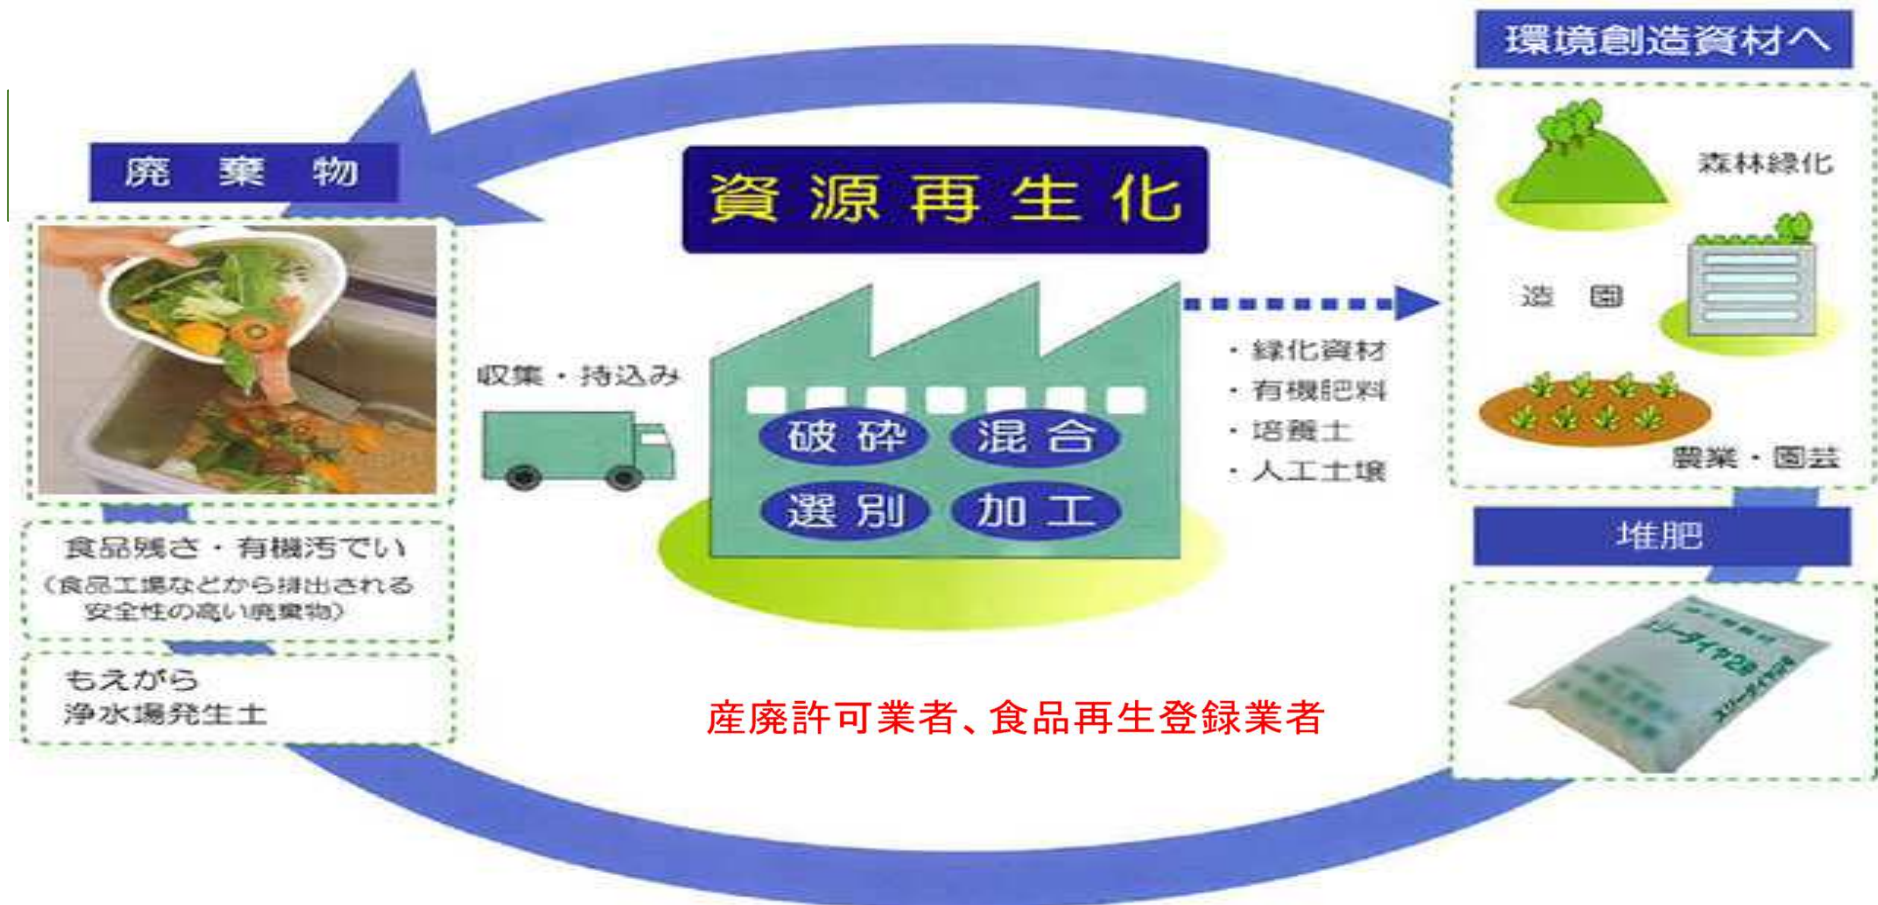 環境創造資材へ
廃棄物
資源再生化
森林緑化
造園
農業・園芸
収集・持込み
・緑化資材
・有機肥料
・培養土
・人工土壌
破砕
混合
選別
加工
食品残さ・有機汚でい
(食品工場などから排出される
安全性の高い廃棄物)
もえがら
浄水場発生土
堆肥
産廃許可業者、食品再生登録業者